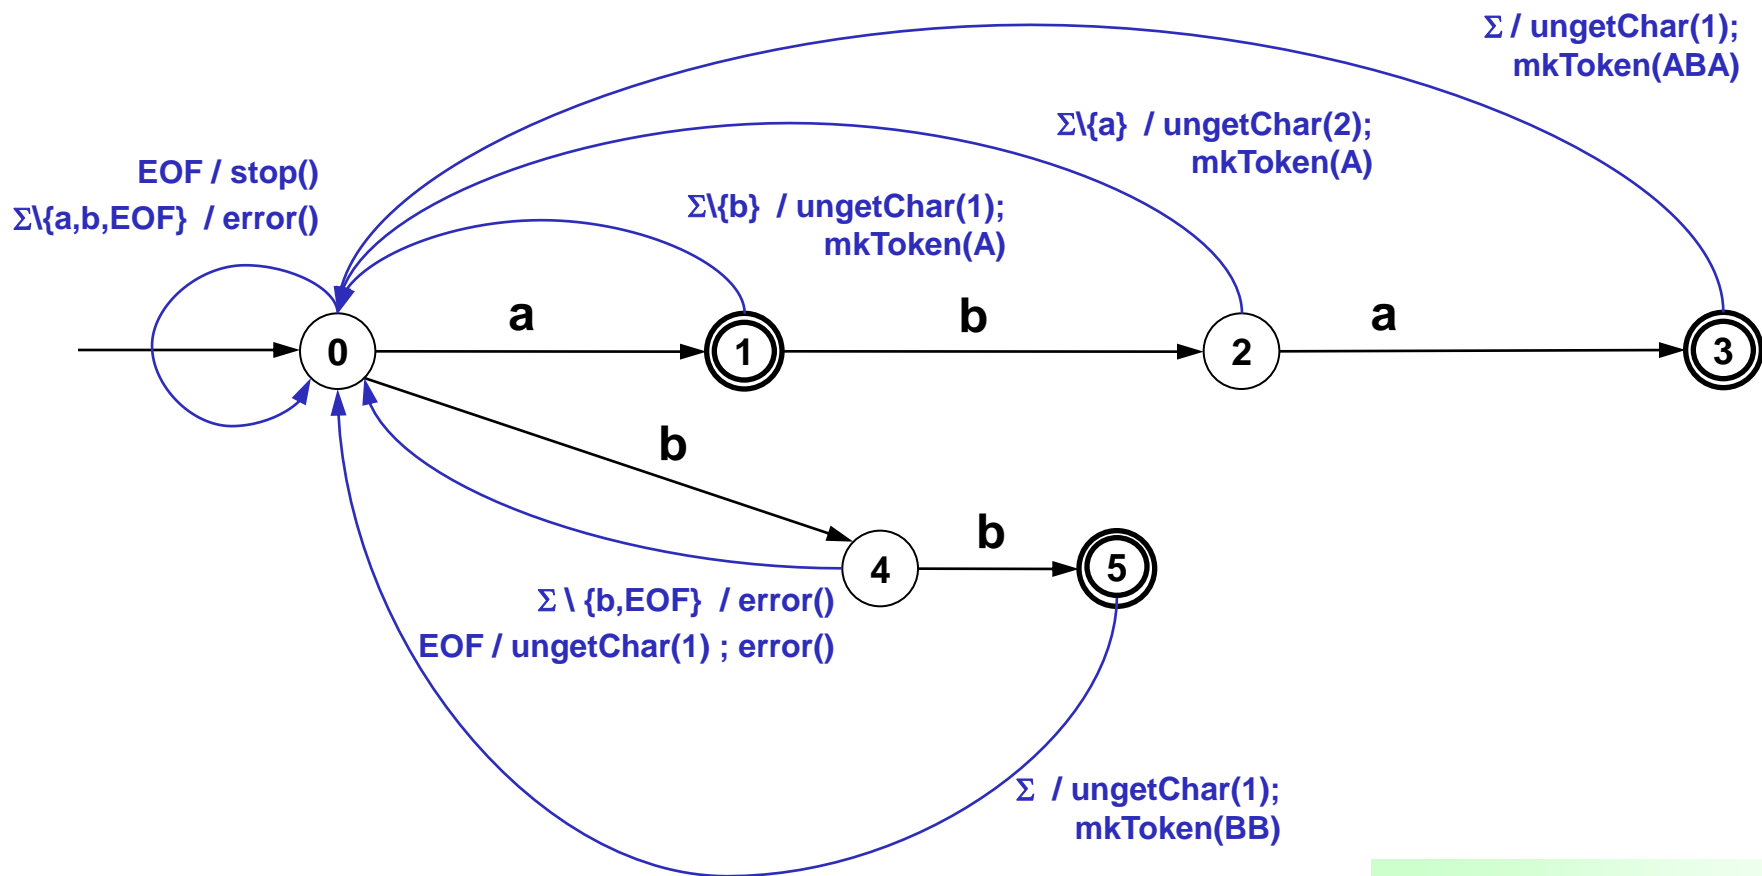 Σ / ungetChar(1);
mkToken(ABA)
Σ\{a} / ungetChar(2);
mkToken(A)
EOF / stop()
Σ\{a,b,EOF} / error()
Σ\{b} / ungetChar(1);
mkToken(A)
a
b
a
0
1
2
3
b
b
4
5
Σ \ {b,EOF} / error()
EOF / ungetChar(1) ; error()
Σ / ungetChar(1);
mkToken(BB)